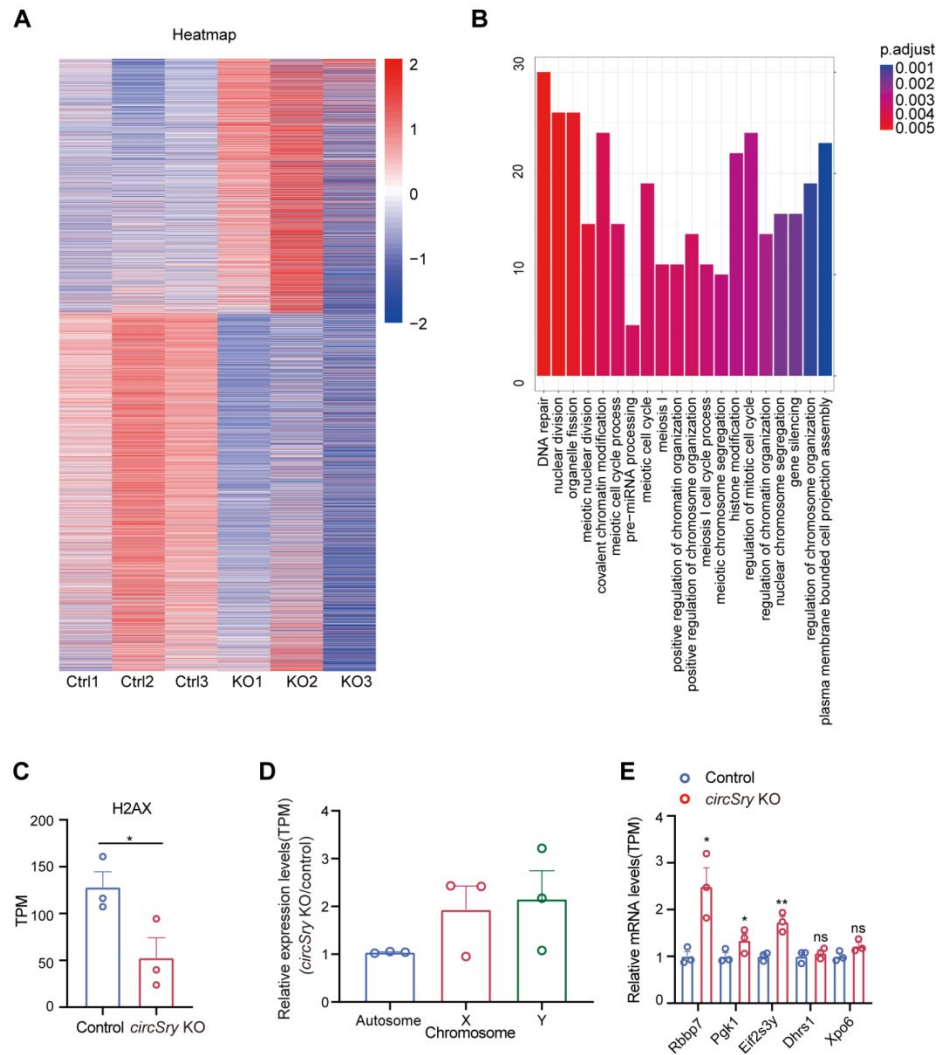 A
Heatmap
2
1
0
−1
−2
Ctrl1 Ctrl2 Ctrl3 KO1 KO2 KO3
B
p.adjust
0.001
0.002
0.003
0.004
0.005
30
20
10
0
DNA repair
nuclear division
organelle fission
meiotic nuclear division
covalent chromatin modification
meiotic cell cycle process
pre-miRNA processing
meiotic cell cycle
meiosis I
positive regulation of chromatin organization
positive regulation of chromosome organization
meiosis I cell cycle process
meiotic chromosome segregation
histone modification
regulation of mitotic cell cycle
regulation of chromatin organization
nuclear chromosome segregation
gene silencing
regulation of chromosome organization
plasma membrane bounded cell projection assembly
C
H2AX
*
TPM
200
150
100
50
0
Control circSry KO
D
Relative expression levels(TPM)
(circSry KO/control)
4
3
2
1
0
Autosome X Y
Chromosome
E
Control
circSry KO
Relative mRNA levels(TPM)
4
3
2
1
0
* * ** ns ns
Rbbp7
Pgk1
Eif2s3y
Dhrs1
Xpo6